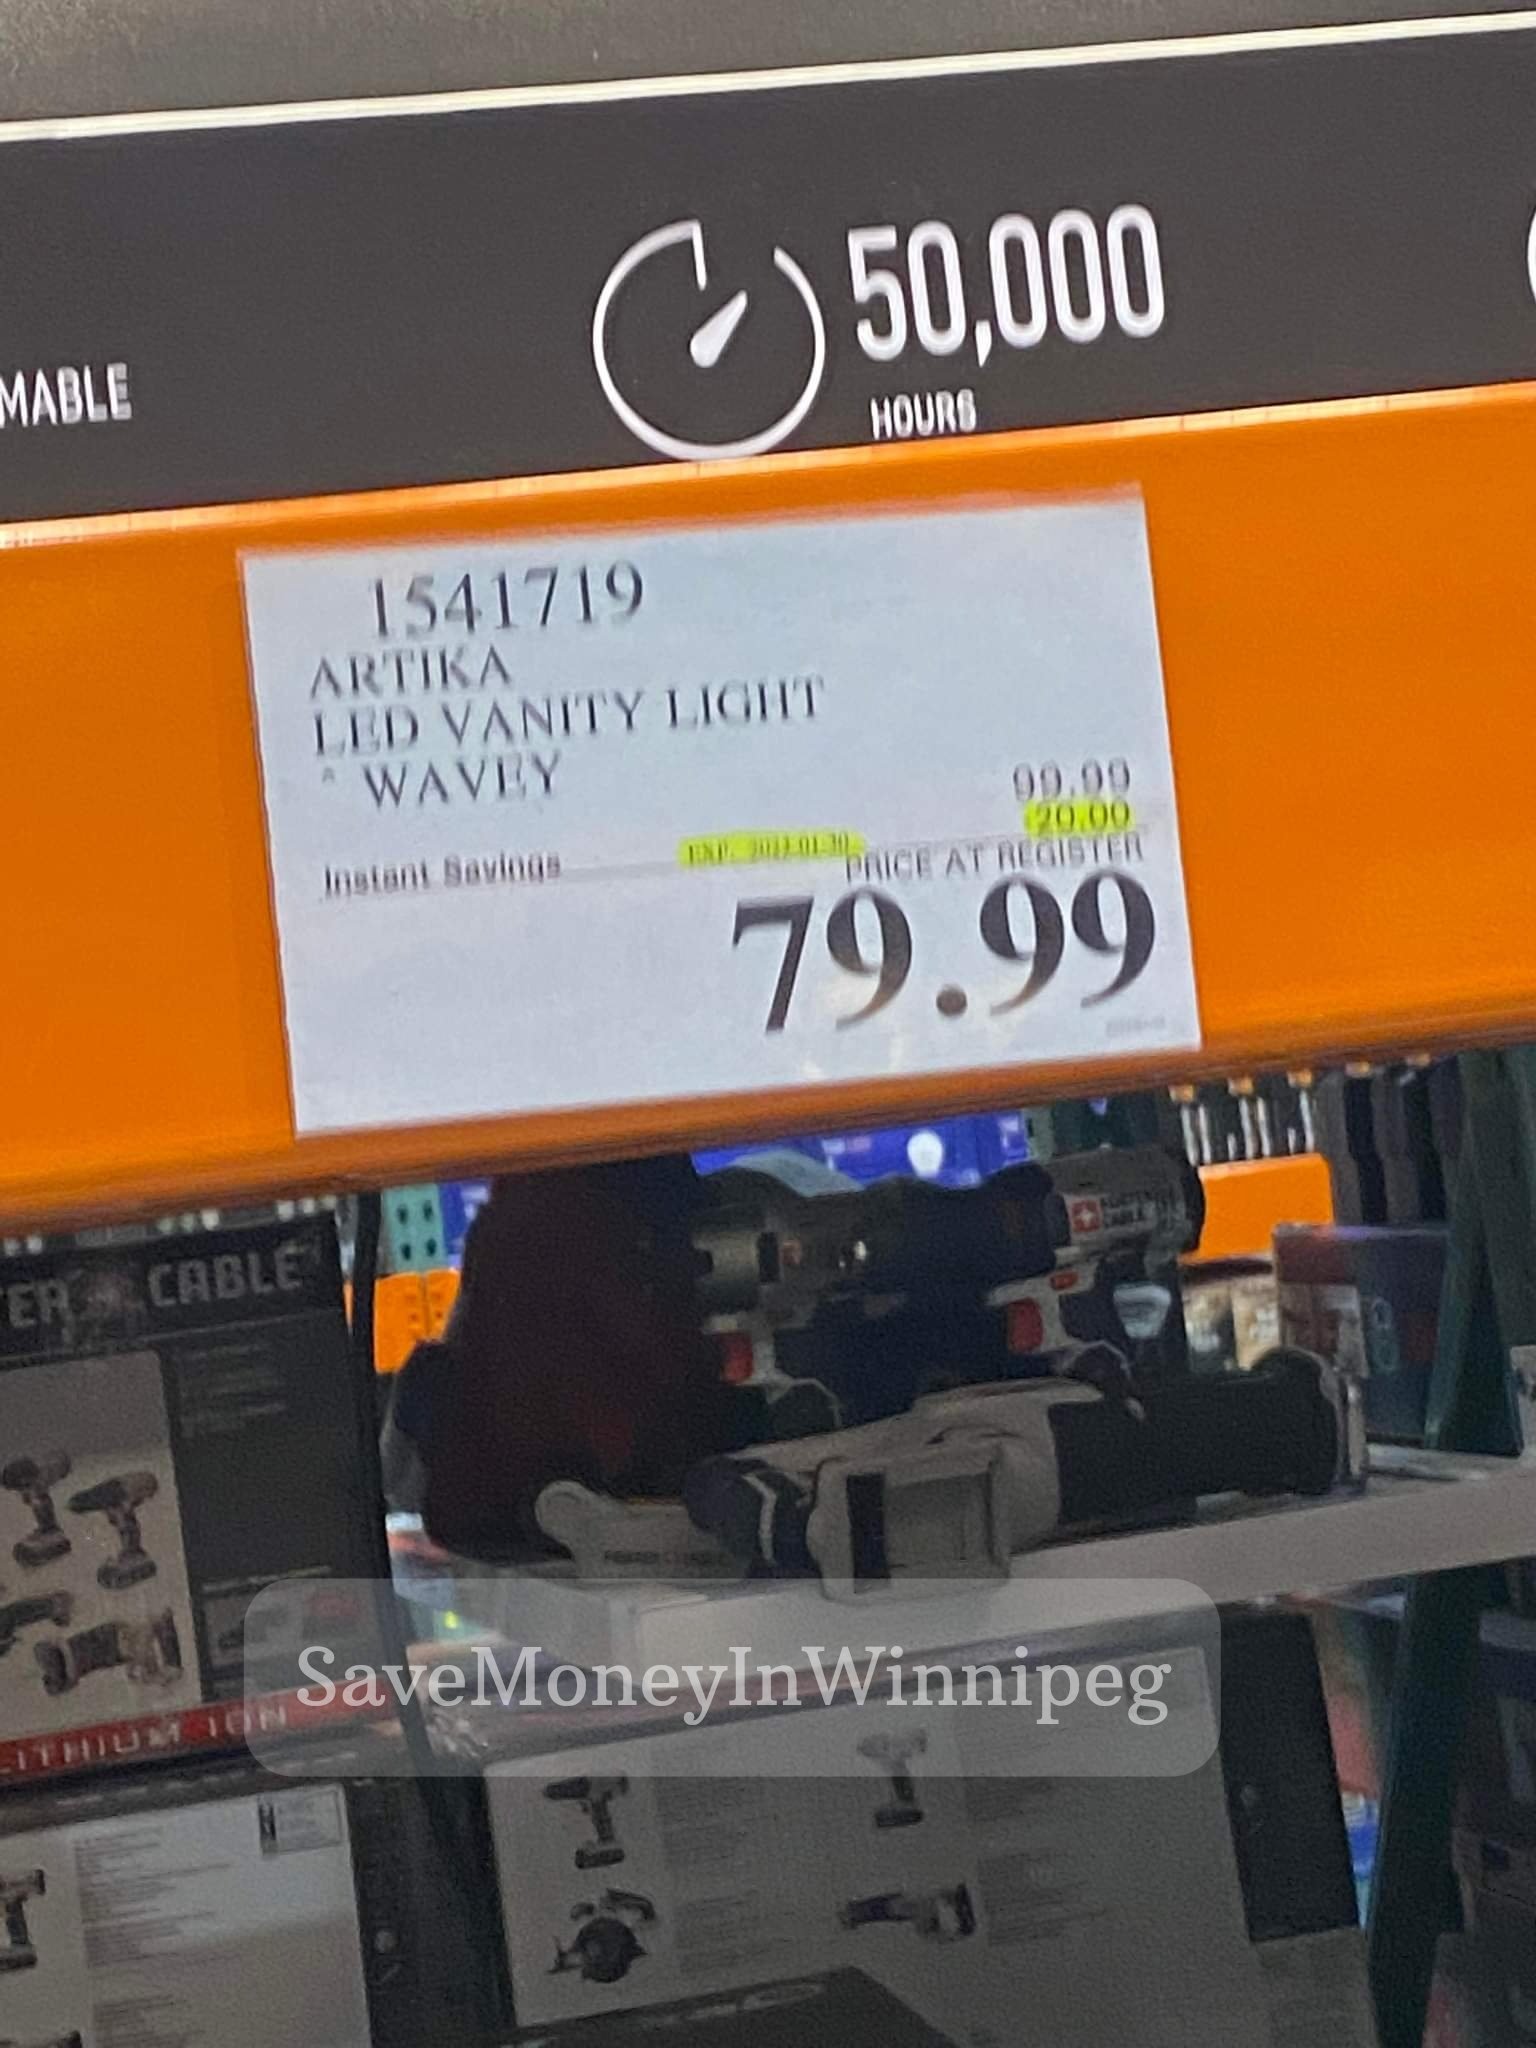 50,000
MABLE
HOURS
1541719
ARTIKA
LED VANITY LIGHT
* WAVEY
99.99
20.00
Instant Savings
PRICE AT REGISTER
79.99
CABLE
SaveMoneyInWinnipeg
LITHIUM ION